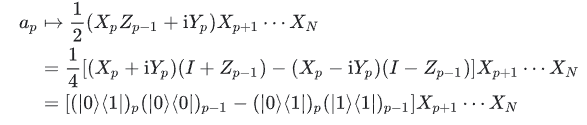 a_p ↦ \frac{1}{2}(X_p Z_{p-1} + iY_p)X_{p+1} ⋯ X_N
= \frac{1}{4}[(X_p + iY_p)(I + Z_{p-1}) − (X_p − iY_p)(I − Z_{p-1})]X_{p+1} ⋯ X_N
= [(|0⟩⟨1|)_p(|0⟩⟨0|)_{p-1} − (|0⟩⟨1|)_p(|1⟩⟨1|)_{p-1}]X_{p+1} ⋯ X_N